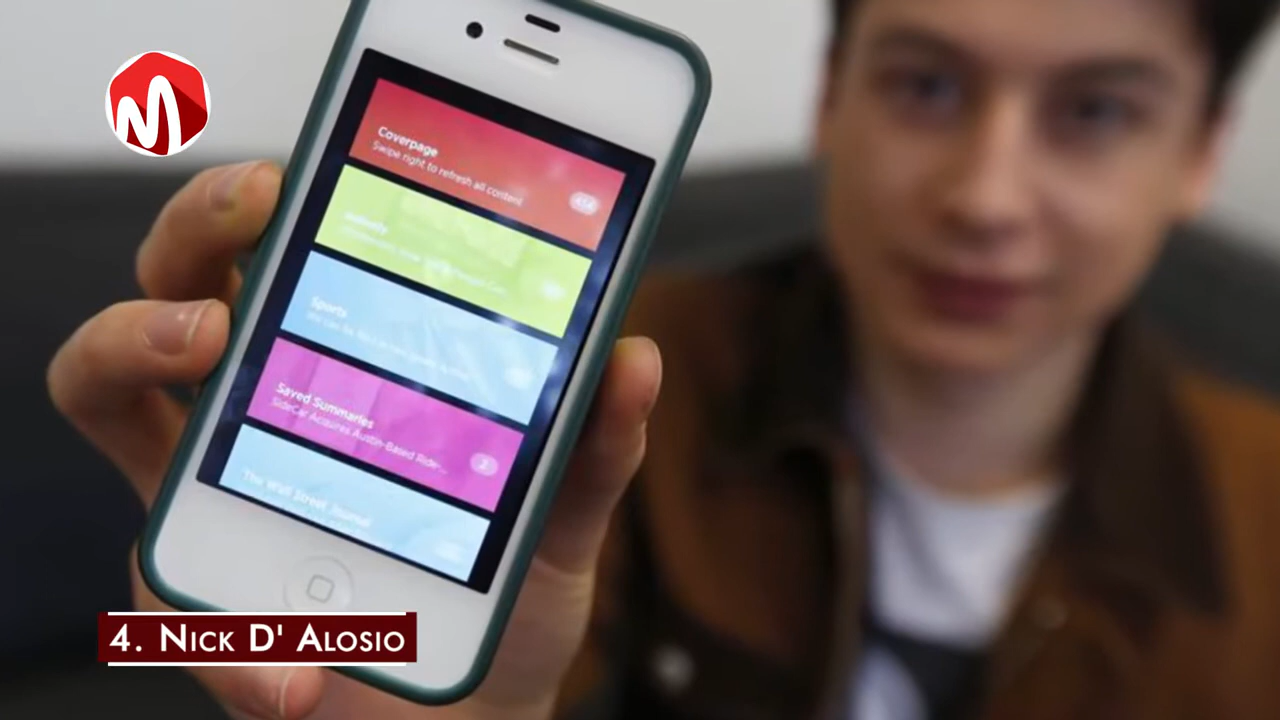 Coverpage
Swipe right to refresh all content
414
Sports
Saved Summaries
SideCar Acquires Austin-Based Ride-...
2
The Wall Street Journal
4. Nick D' Alosio